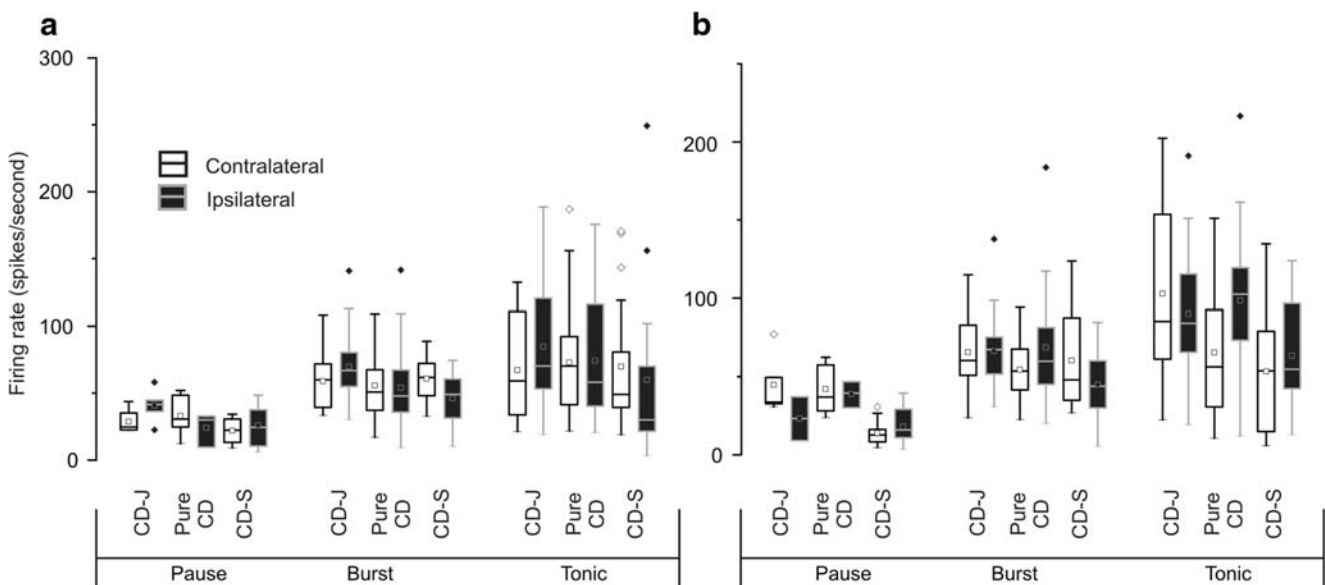 a
b
300
200
100
0
Firing rate (spikes/second)
Contralateral
Ipsilateral
CD-J
Pure
CD
CD-S
CD-J
Pure
CD
CD-S
CD-J
Pure
CD
CD-S
Pause
Burst
Tonic
200
100
0
CD-J
Pure
CD
CD-S
CD-J
Pure
CD
CD-S
CD-J
Pure
CD
CD-S
Pause
Burst
Tonic